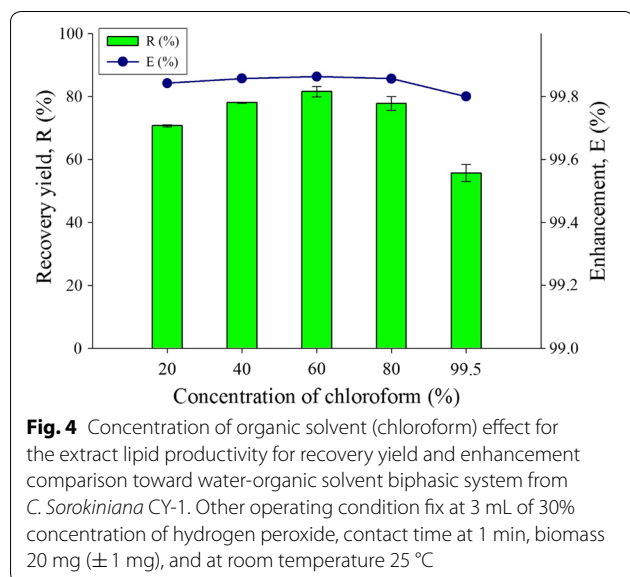 100
80
60
40
20
0
Recovery yield, R (%)
R (%)
E (%)
99.8
99.6
99.4
99.2
99.0
Enhancement, E (%)
20 40 60 80 99.5
Concentration of chloroform (%)
Fig. 4 Concentration of organic solvent (chloroform) effect for
the extract lipid productivity for recovery yield and enhancement
comparison toward water-organic solvent biphasic system from
C. Sorokiniana CY-1. Other operating condition fix at 3 mL of 30%
concentration of hydrogen peroxide, contact time at 1 min, biomass
20 mg (± 1 mg), and at room temperature 25 °C